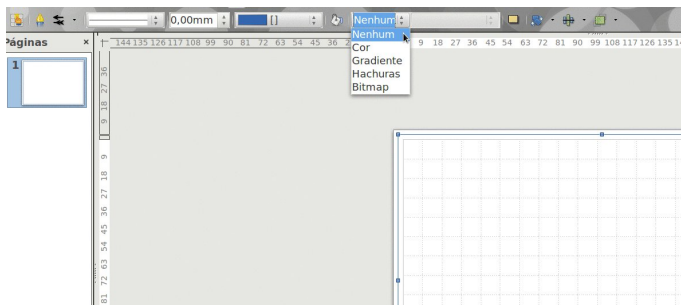 0,00mm [] Nenhum
Páginas ×
144 135 126 117 108 99 90 81 72 63 54 45 36 9 18 27 36 45 54 63 72 81 90 99 108 117 126 135
Nenhum
Cor
Gradiente
Hachuras
Bitmap
1
36
27
18
9
9
18
27
36
45
54
63
72
81